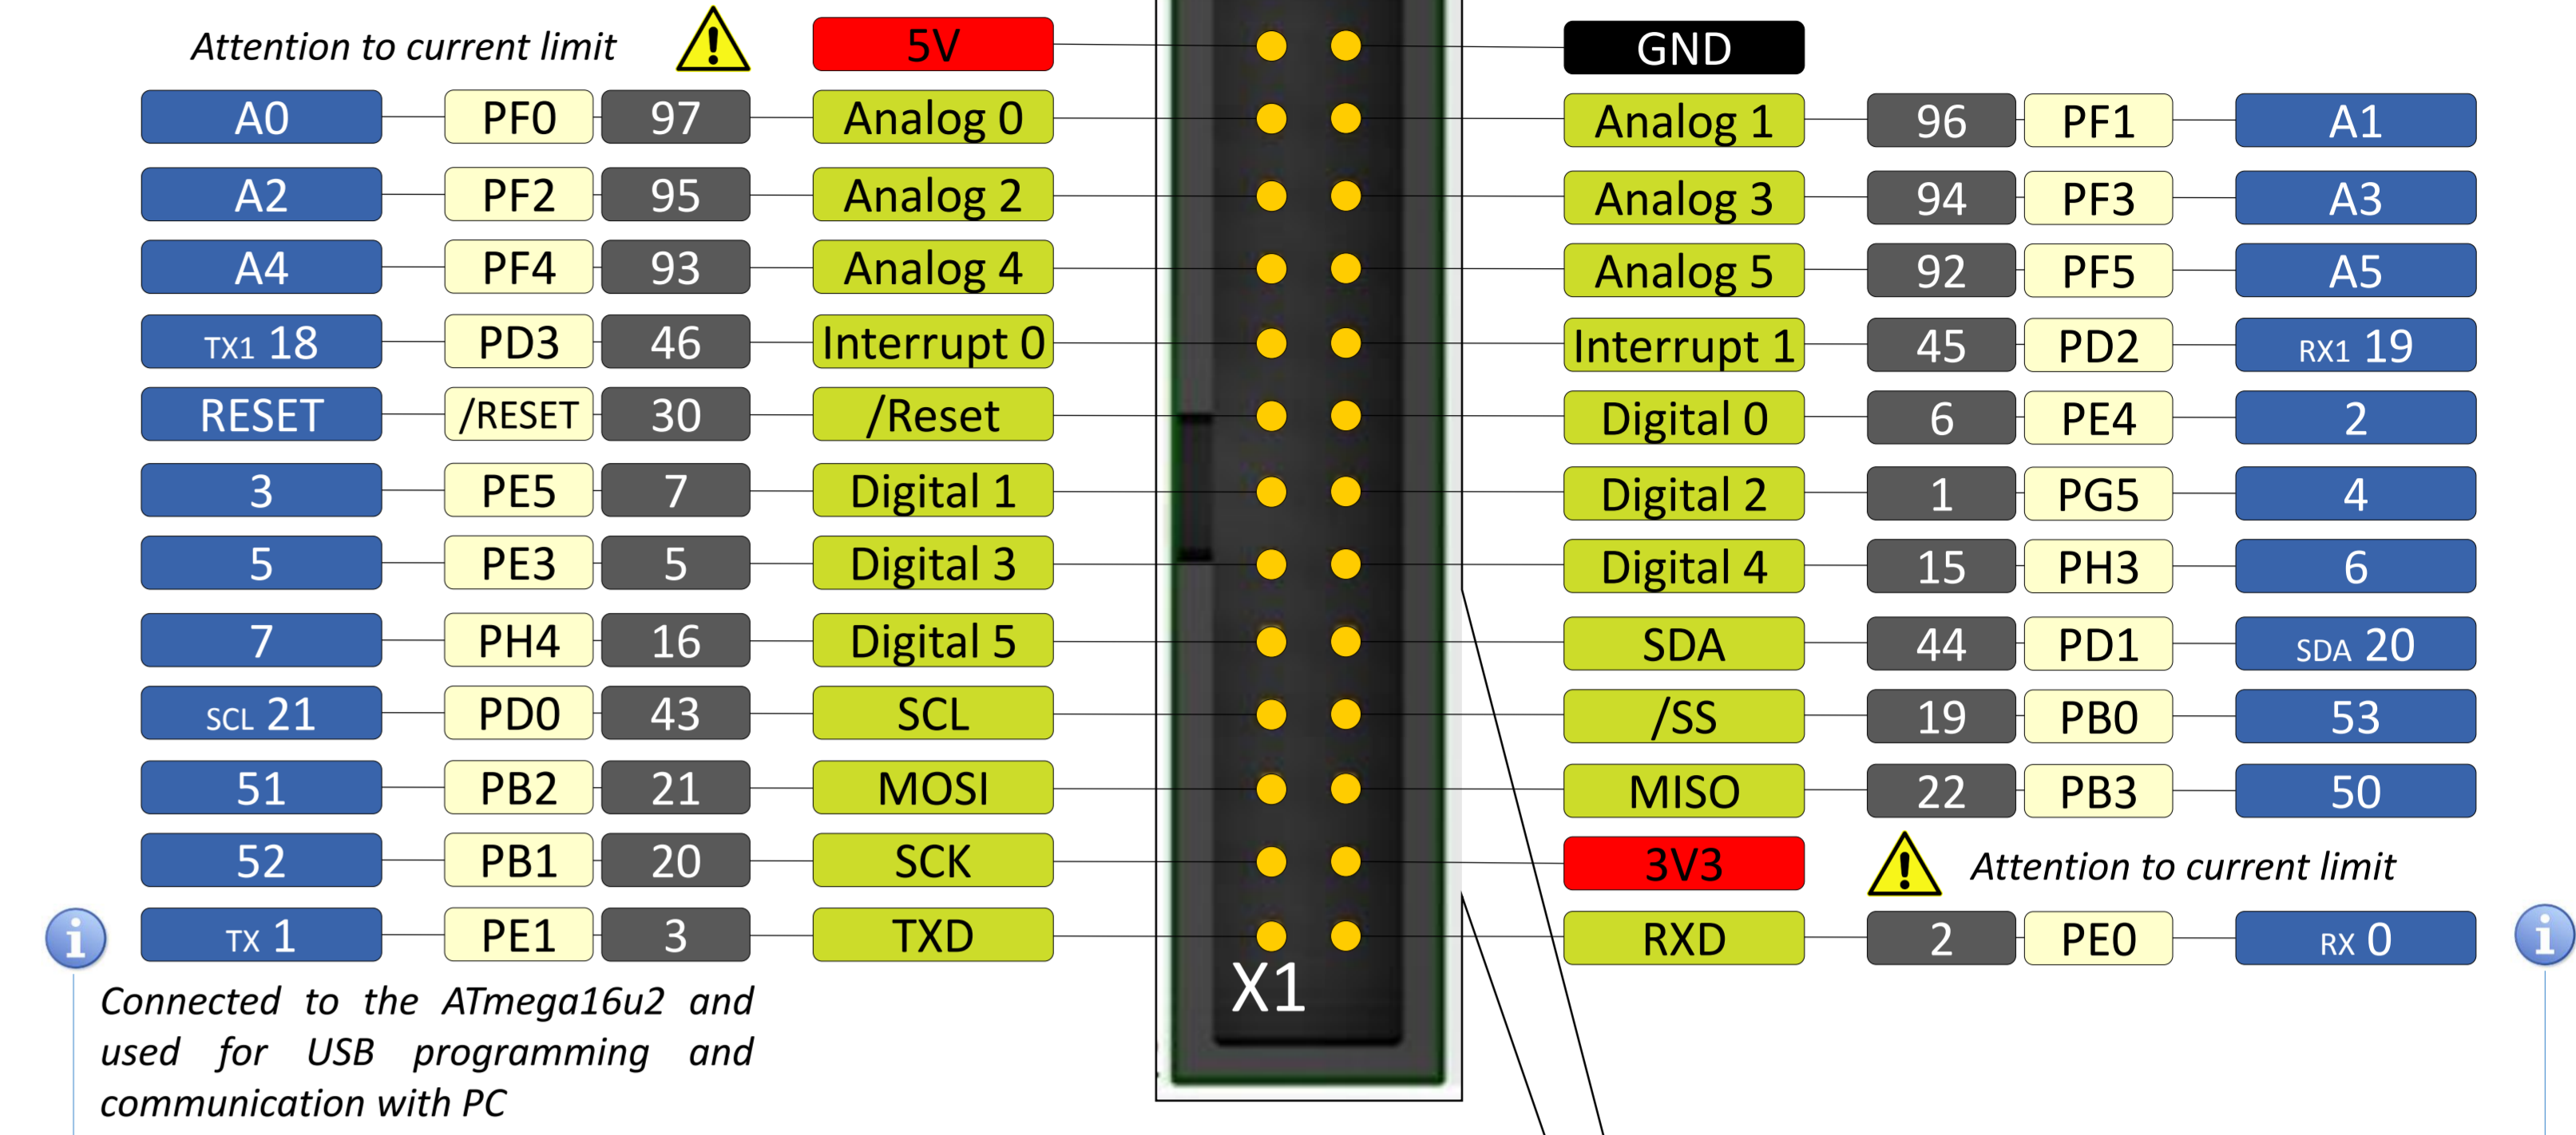 Attention to current limit 5V GND
A0 PF0 97 Analog 0 Analog 1 96 PF1 A1
A2 PF2 95 Analog 2 Analog 3 94 PF3 A3
A4 PF4 93 Analog 4 Analog 5 92 PF5 A5
TX1 18 PD3 46 Interrupt 0 Interrupt 1 45 PD2 RX1 19
RESET /RESET 30 /Reset Digital 0 6 PE4 2
3 PE5 7 Digital 1 Digital 2 1 PG5 4
5 PE3 5 Digital 3 Digital 4 15 PH3 6
7 PH4 16 Digital 5 SDA 44 PD1 SDA 20
SCL 21 PD0 43 SCL /SS 19 PB0 53
51 PB2 21 MOSI MISO 22 PB3 50
52 PB1 20 SCK 3V3 Attention to current limit
TX 1 PE1 3 TXD RXD 2 PE0 RX 0
X1
Connected to the ATmega16u2 and
used for USB programming and
communication with PC